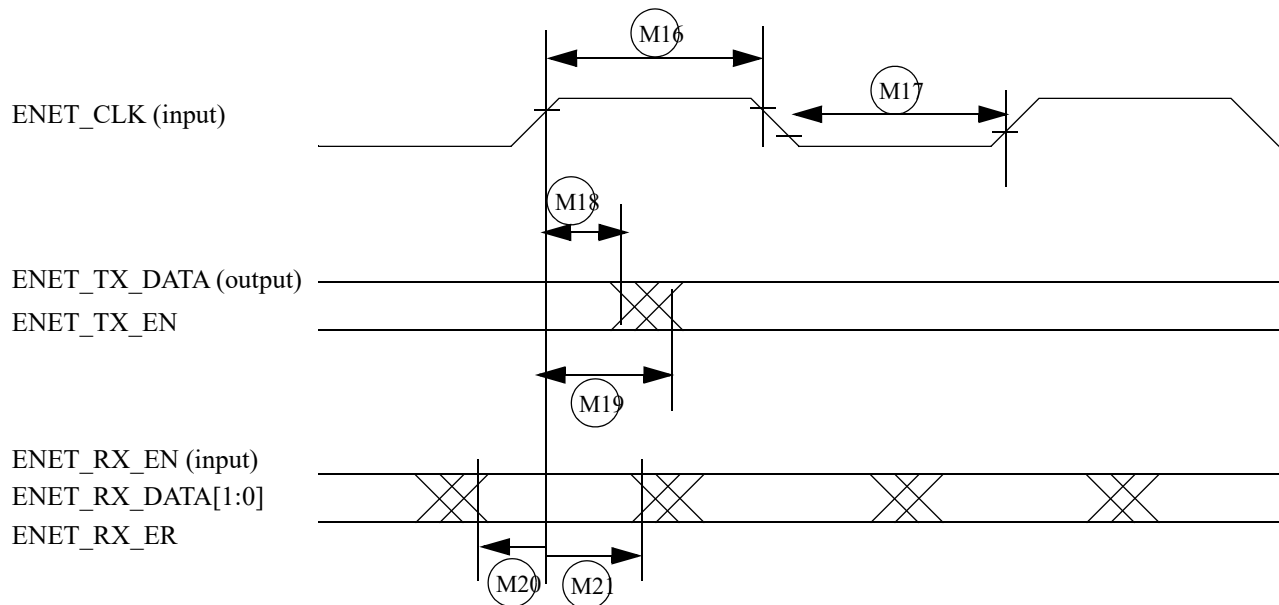 M16
M17
ENET_CLK (input)
M18
ENET_TX_DATA (output)
ENET_TX_EN
M19
ENET_RX_EN (input)
ENET_RX_DATA[1:0]
ENET_RX_ER
M20
M21